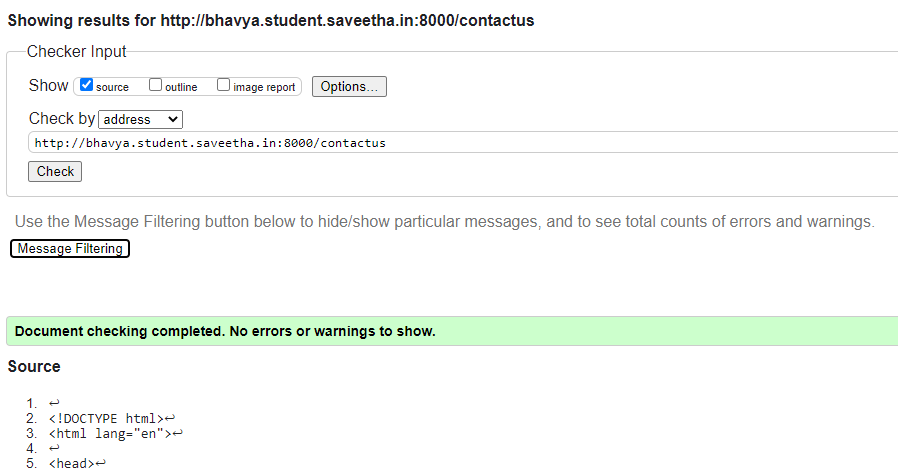 Showing results for http://bhavya.student.saveetha.in:8000/contactus
Checker Input
Show source outline image report Options...
Check by address
http://bhavya.student.saveetha.in:8000/contactus
Check
Use the Message Filtering button below to hide/show particular messages, and to see total counts of errors and warnings.
Message Filtering
Document checking completed. No errors or warnings to show.
Source
1. ↩
2. <!DOCTYPE html>↩
3. <html lang="en">↩
4. ↩
5. <head>↩